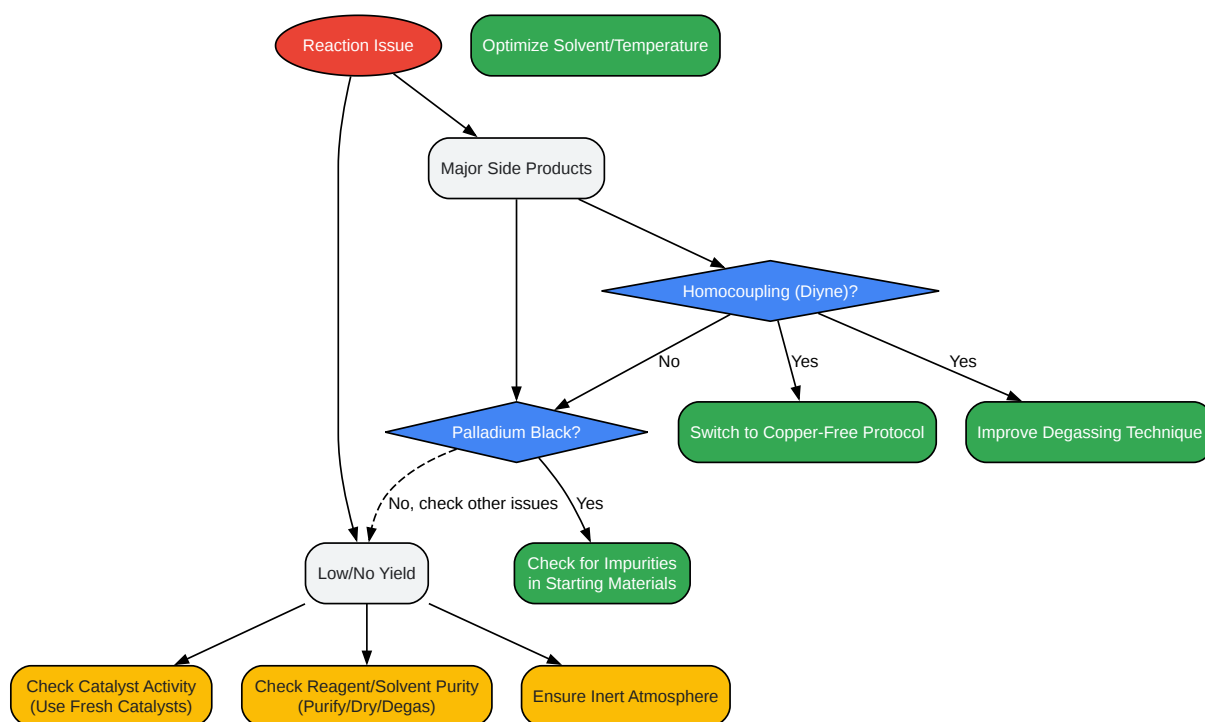 Reaction Issue
Optimize Solvent/Temperature
Major Side Products
Homocoupling (Diyne)?
No
Yes
Yes
Palladium Black?
Switch to Copper-Free Protocol
Improve Degassing Technique
No, check other issues
Yes
Low/No Yield
Check for Impurities
in Starting Materials
Check Catalyst Activity
(Use Fresh Catalysts)
Check Reagent/Solvent Purity
(Purify/Dry/Degas)
Ensure Inert Atmosphere